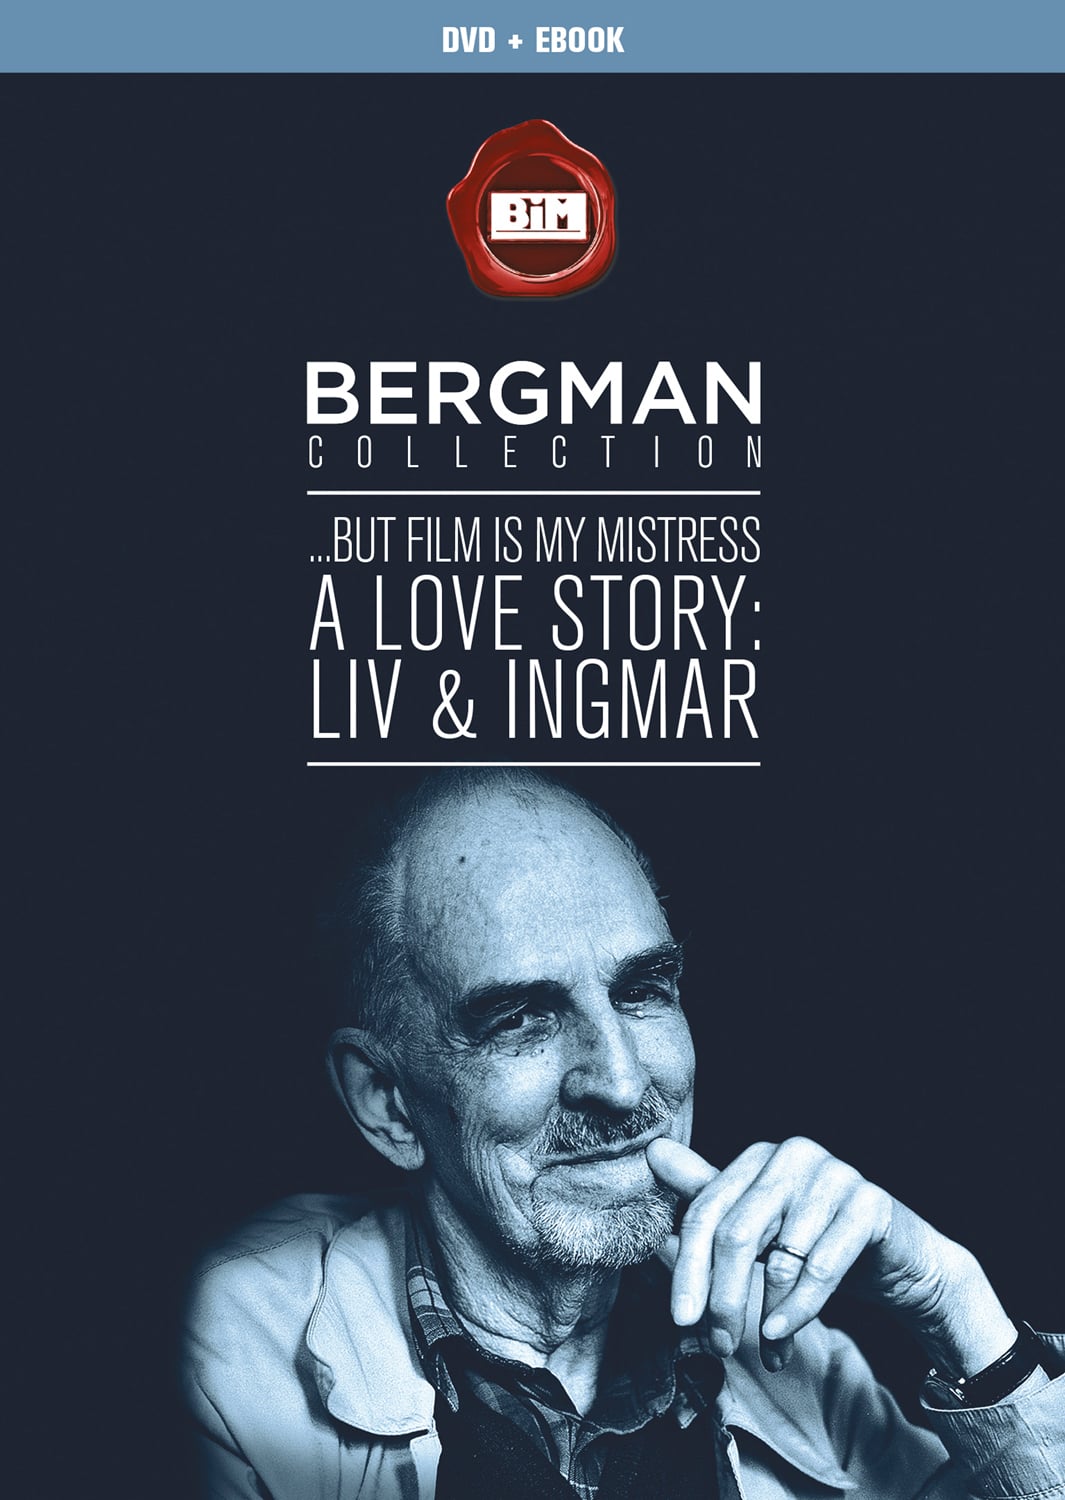 DVD + EBOOK
BiM
BERGMAN
COLLECTION
...BUT FILM IS MY MISTRESS
A LOVE STORY:
LIV & INGMAR